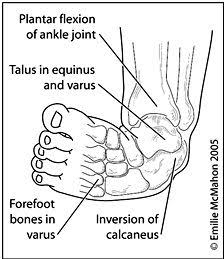 Plantar flexion
of ankle joint
Talus in equinus
and varus
Forefoot
bones in
varus
Inversion of
calcaneus
© Emilie McMahon 2005